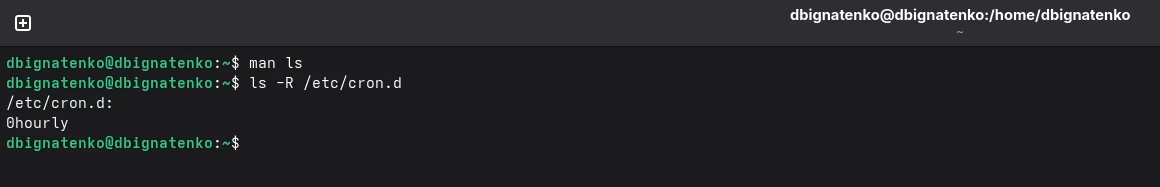 dbignatenko@dbignatenko:/home/dbignatenko
~
dbignatenko@dbignatenko:~$ man ls
dbignatenko@dbignatenko:~$ ls -R /etc/cron.d
/etc/cron.d:
0hourly
dbignatenko@dbignatenko:~$